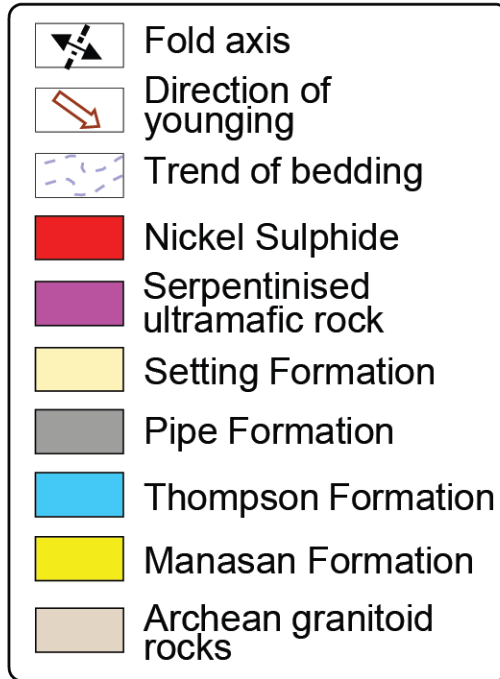 Fold axis
Direction of
younging
Trend of bedding
Nickel Sulphide
Serpentinised
ultramafic rock
Setting Formation
Pipe Formation
Thompson Formation
Manasan Formation
Archean granitoid
rocks